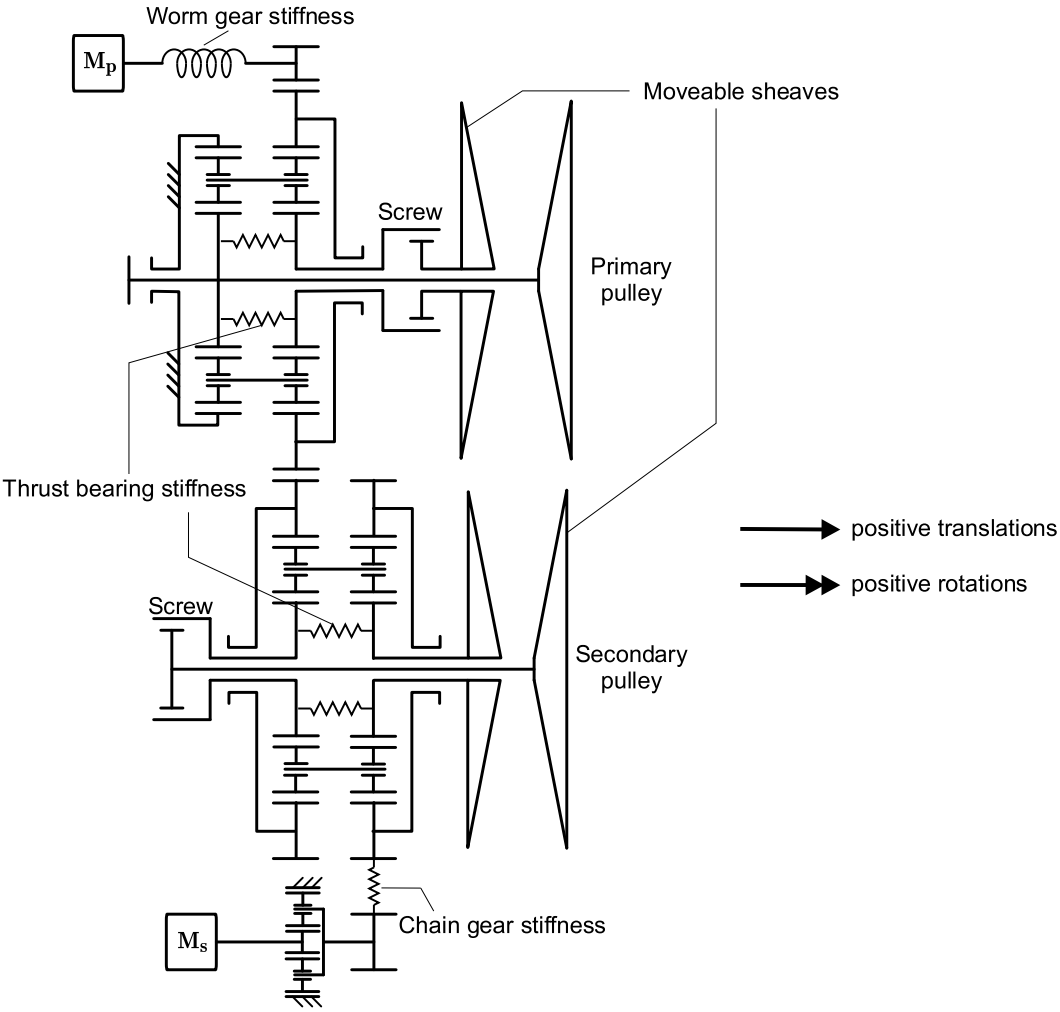 Worm gear stiffness
Mp
Moveable sheaves
Screw
Primary
pulley
Thrust bearing stiffness
positive translations
positive rotations
Screw
Secondary
pulley
Chain gear stiffness
Ms